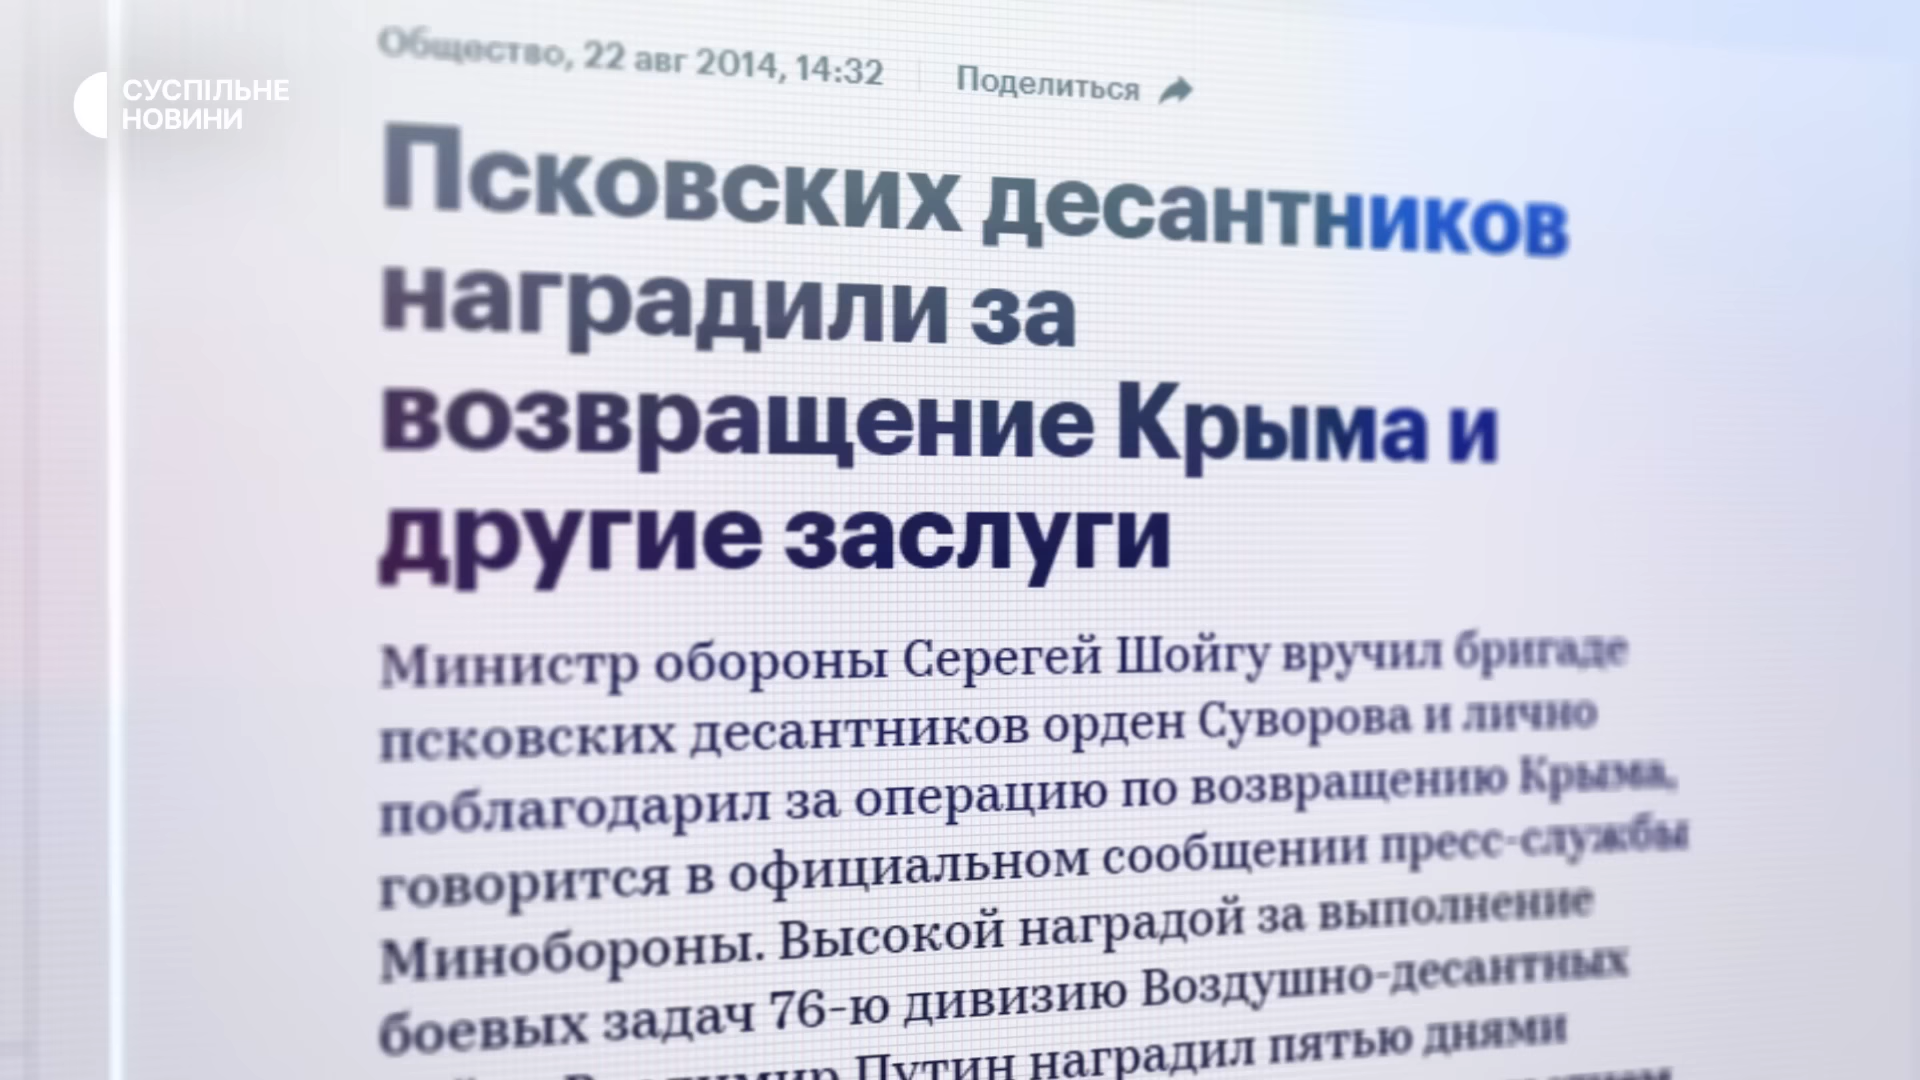 СУСПІЛЬНЕ
НОВИНИ
Общество, 22 авг 2014, 14:32
Поделиться
Псковских десантников
наградили за
возвращение Крыма и
другие заслуги
Министр обороны Серегей Шойгу вручил бригаде
псковских десантников орден Суворова и лично
поблагодарил за операцию по возвращению Крыма,
говорится в официальном сообщении пресс-службы
Минобороны. Высокой наградой за выполнение
боевых задач 76-ю дивизию Воздушно-десантных
Владимир Путин наградил пятью днями